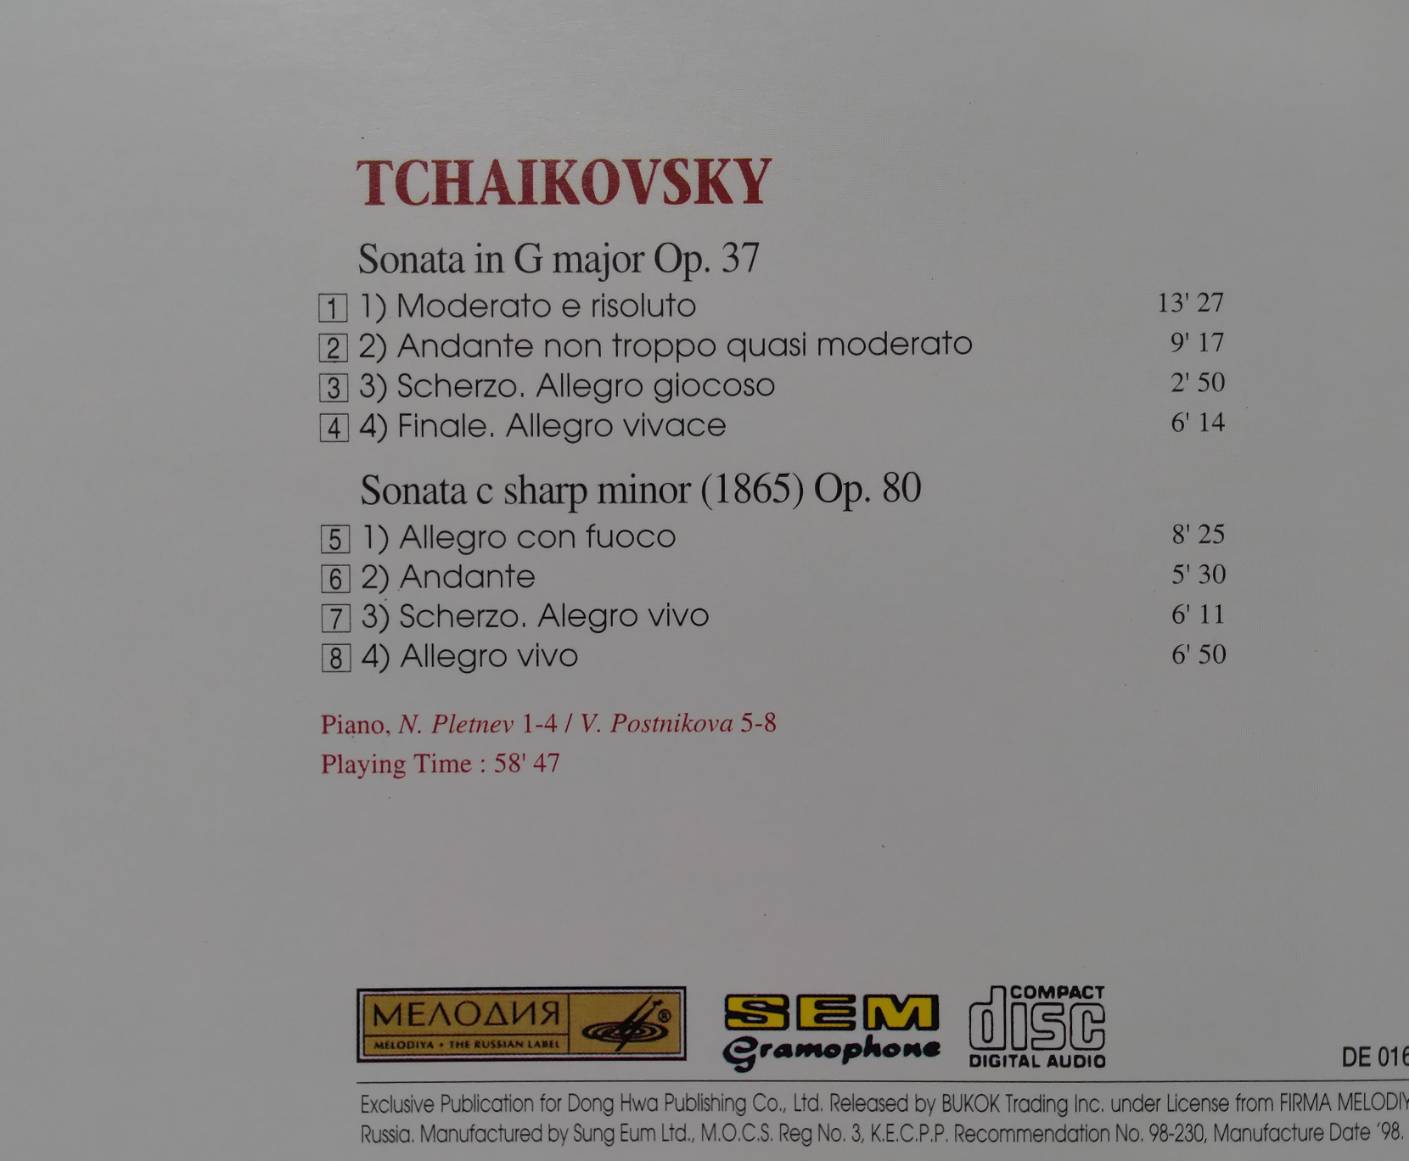 TCHAIKOVSKY
Sonata in G major Op. 37
1 1) Moderato e risoluto 13' 27
2 2) Andante non troppo quasi moderato 9' 17
3 3) Scherzo. Allegro giocoso 2' 50
4 4) Finale. Allegro vivace 6' 14
Sonata c sharp minor (1865) Op. 80
5 1) Allegro con fuoco 8' 25
6 2) Andante 5' 30
7 3) Scherzo. Alegro vivo 6' 11
8 4) Allegro vivo 6' 50
Piano, N. Pletnev 1-4 / V. Postnikova 5-8
Playing Time : 58' 47
МЕЛОДИЯ ®
MELODIYA • THE RUSSIAN LABEL
SEM
Gramophone
COMPACT
disc
DIGITAL AUDIO
DE 016
Exclusive Publication for Dong Hwa Publishing Co., Ltd. Released by BUKOK Trading Inc. under License from FIRMA MELODIY
Russia. Manufactured by Sung Eum Ltd., M.O.C.S. Reg No. 3, K.E.C.P.P. Recommendation No. 98-230, Manufacture Date '98.